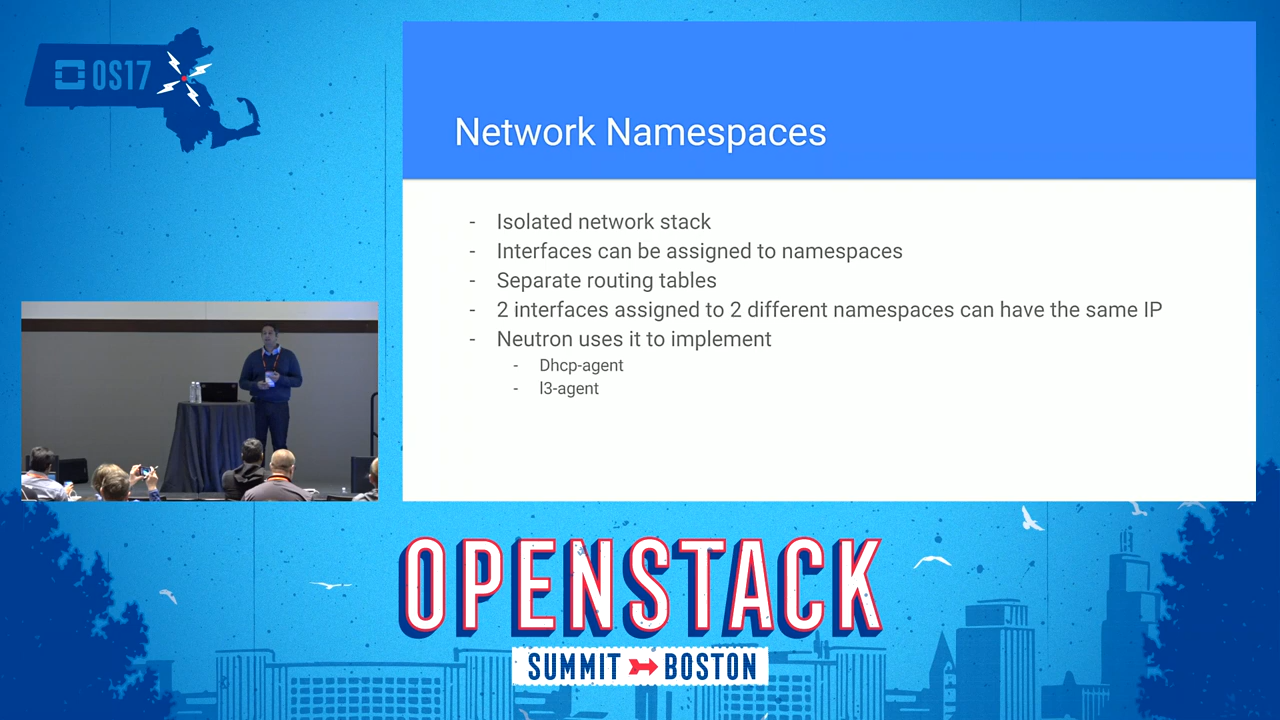 OS17
Network Namespaces
- Isolated network stack
- Interfaces can be assigned to namespaces
- Separate routing tables
- 2 interfaces assigned to 2 different namespaces can have the same IP
- Neutron uses it to implement
- Dhcp-agent
- l3-agent
OPENSTACK
SUMMIT BOSTON